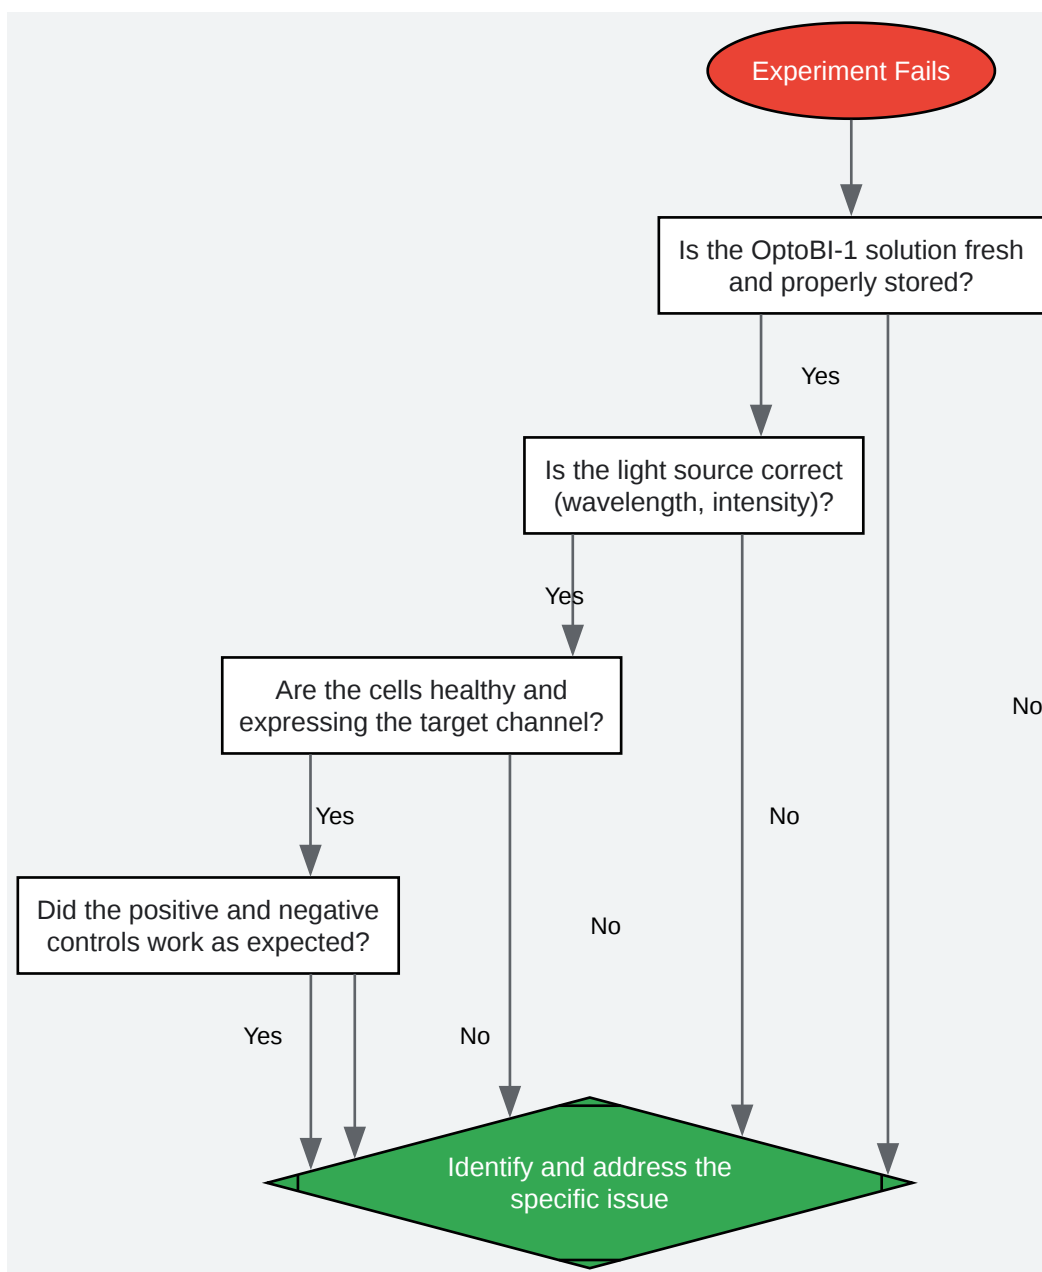 Experiment Fails
Is the OptoBI-1 solution fresh
and properly stored?
Yes
Is the light source correct
(wavelength, intensity)?
Yes
Are the cells healthy and
expressing the target channel?
No
Yes
No
Did the positive and negative
controls work as expected?
No
Yes
No
Identify and address the
specific issue